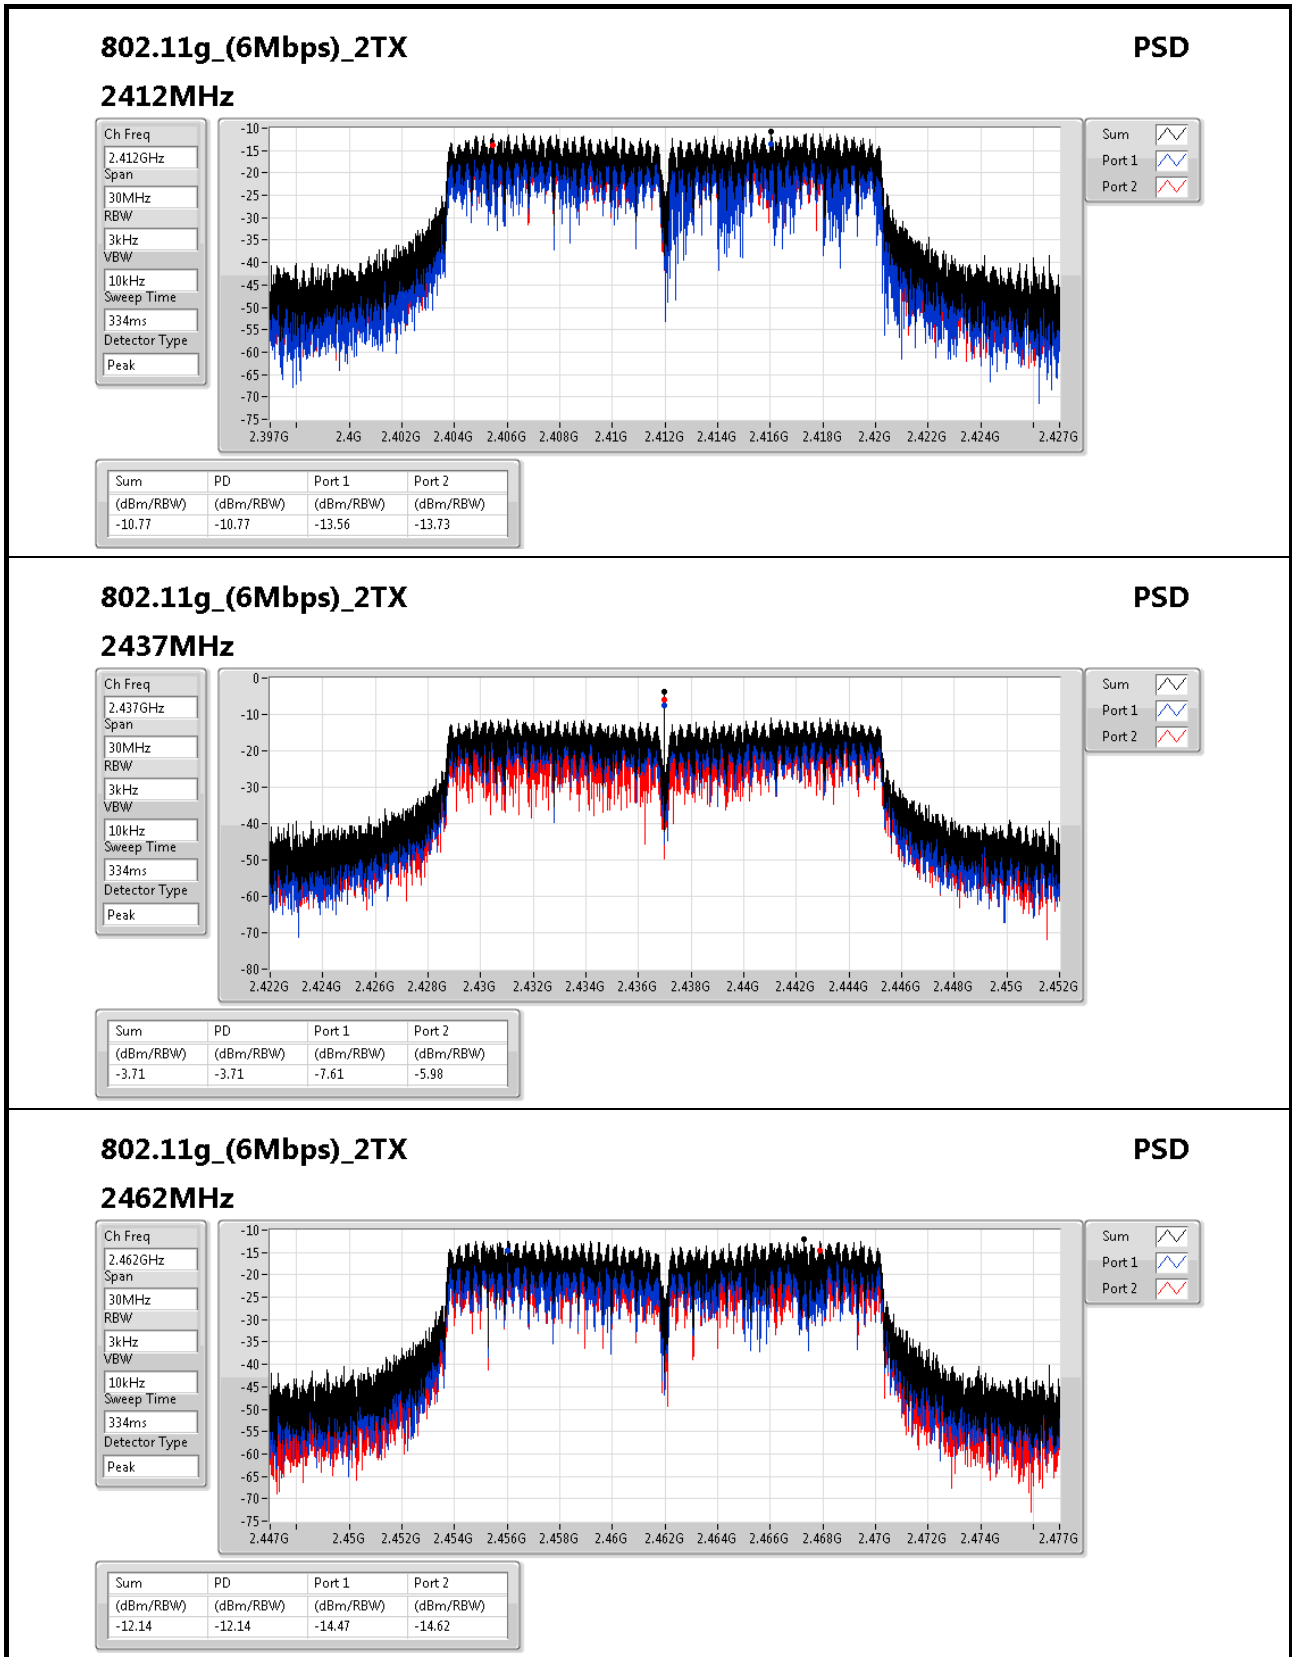 802.11g_(6Mbps)_2TX PSD
2412MHz
Ch Freq
2.412GHz
Span
30MHz
RBW
3kHz
VBW
10kHz
Sweep Time
334ms
Detector Type
Peak
-10
-15
-20
-25
-30
-35
-40
-45
-50
-55
-60
-65
-70
-75
2.397G 2.4G 2.402G 2.404G 2.406G 2.408G 2.41G 2.412G 2.414G 2.416G 2.418G 2.42G 2.422G 2.424G 2.427G
Sum
Port 1
Port 2
Sum PD Port 1 Port 2
(dBm/RBW) (dBm/RBW) (dBm/RBW) (dBm/RBW)
-10.77 -10.77 -13.56 -13.73
802.11g_(6Mbps)_2TX PSD
2437MHz
Ch Freq
2.437GHz
Span
30MHz
RBW
3kHz
VBW
10kHz
Sweep Time
334ms
Detector Type
Peak
0
-10
-20
-30
-40
-50
-60
-70
-80
2.422G 2.424G 2.426G 2.428G 2.43G 2.432G 2.434G 2.436G 2.438G 2.44G 2.442G 2.444G 2.446G 2.448G 2.45G 2.452G
Sum
Port 1
Port 2
Sum PD Port 1 Port 2
(dBm/RBW) (dBm/RBW) (dBm/RBW) (dBm/RBW)
-3.71 -3.71 -7.61 -5.98
802.11g_(6Mbps)_2TX PSD
2462MHz
Ch Freq
2.462GHz
Span
30MHz
RBW
3kHz
VBW
10kHz
Sweep Time
334ms
Detector Type
Peak
-10
-15
-20
-25
-30
-35
-40
-45
-50
-55
-60
-65
-70
-75
2.447G 2.45G 2.452G 2.454G 2.456G 2.458G 2.46G 2.462G 2.464G 2.466G 2.468G 2.47G 2.472G 2.474G 2.477G
Sum
Port 1
Port 2
Sum PD Port 1 Port 2
(dBm/RBW) (dBm/RBW) (dBm/RBW) (dBm/RBW)
-12.14 -12.14 -14.47 -14.62